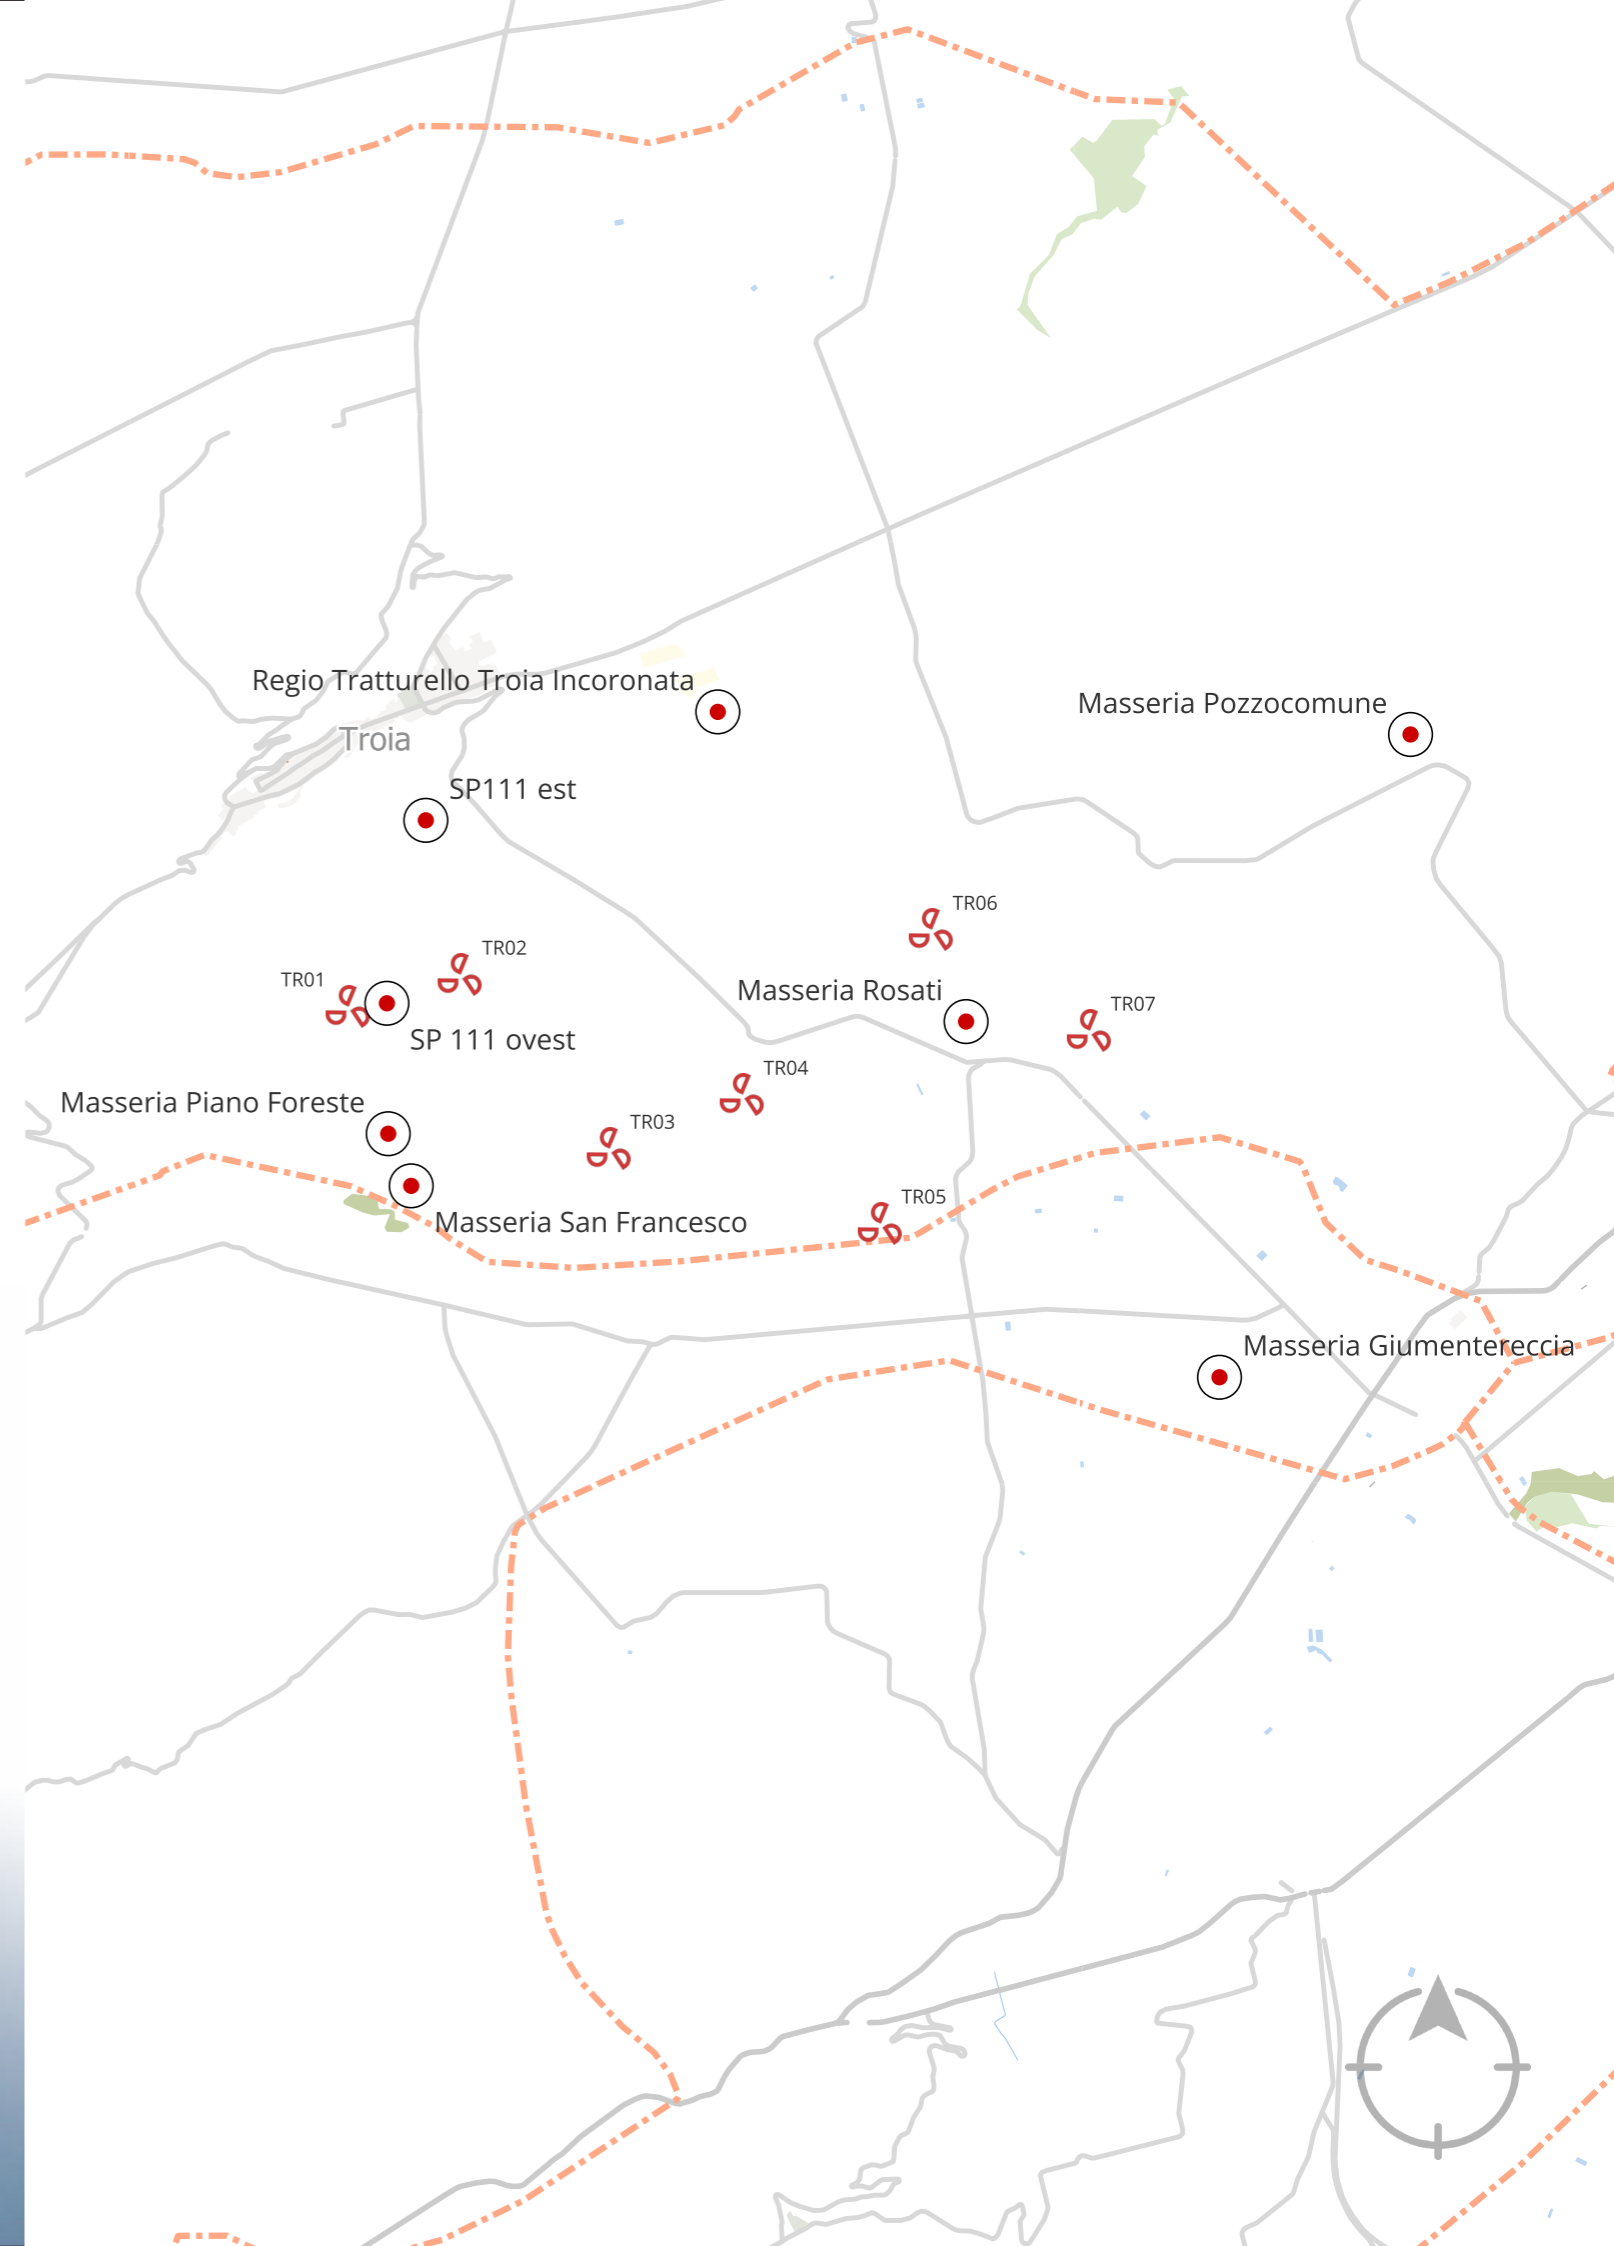 Regio Tratturello Troia Incoronata
Masseria Pozzocomune
Troia
SP111 est
TR06
TR02
TR01
Masseria Rosati
TR07
SP 111 ovest
TR04
Masseria Piano Foreste
TR03
TR05
Masseria San Francesco
Masseria Giumentereccia